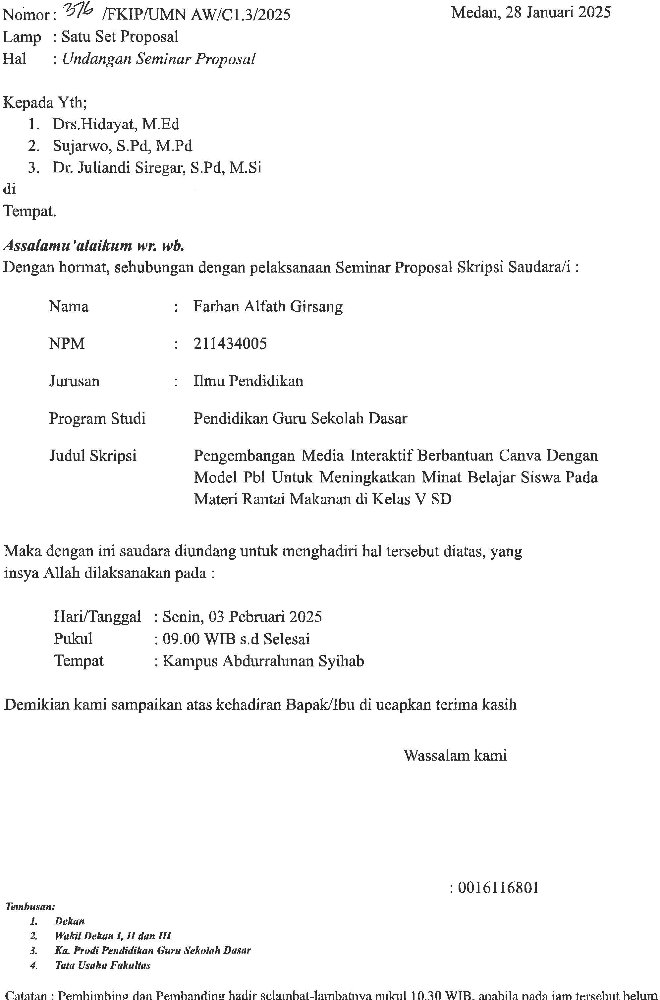 Nomor : 376 /FKIP/UMN AW/C1.3/2025 Medan, 28 Januari 2025
Lamp : Satu Set Proposal
Hal : Undangan Seminar Proposal
Kepada Yth;
1. Drs.Hidayat, M.Ed
2. Sujarwo, S.Pd, M.Pd
3. Dr. Juliandi Siregar, S.Pd, M.Si
di -
Tempat.
Assalamu'alaikum wr. wb.
Dengan hormat, sehubungan dengan pelaksanaan Seminar Proposal Skripsi Saudara/i :
Nama : Farhan Alfath Girsang
NPM : 211434005
Jurusan : Ilmu Pendidikan
Program Studi Pendidikan Guru Sekolah Dasar
Judul Skripsi Pengembangan Media Interaktif Berbantuan Canva Dengan
Model Pbl Untuk Meningkatkan Minat Belajar Siswa Pada
Materi Rantai Makanan di Kelas V SD
Maka dengan ini saudara diundang untuk menghadiri hal tersebut diatas, yang
insya Allah dilaksanakan pada :
Hari/Tanggal : Senin, 03 Pebruari 2025
Pukul : 09.00 WIB s.d Selesai
Tempat : Kampus Abdurrahman Syihab
Demikian kami sampaikan atas kehadiran Bapak/Ibu di ucapkan terima kasih
Wassalam kami
: 0016116801
Tembusan:
1. Dekan
2. Wakil Dekan I, II dan III
3. Ka. Prodi Pendidikan Guru Sekolah Dasar
4. Tata Usaha Fakultas
Catatan : Pembimbing dan Pembanding hadir selambat-lambatnya pukul 10.30 WIB, apabila pada jam tersebut belum